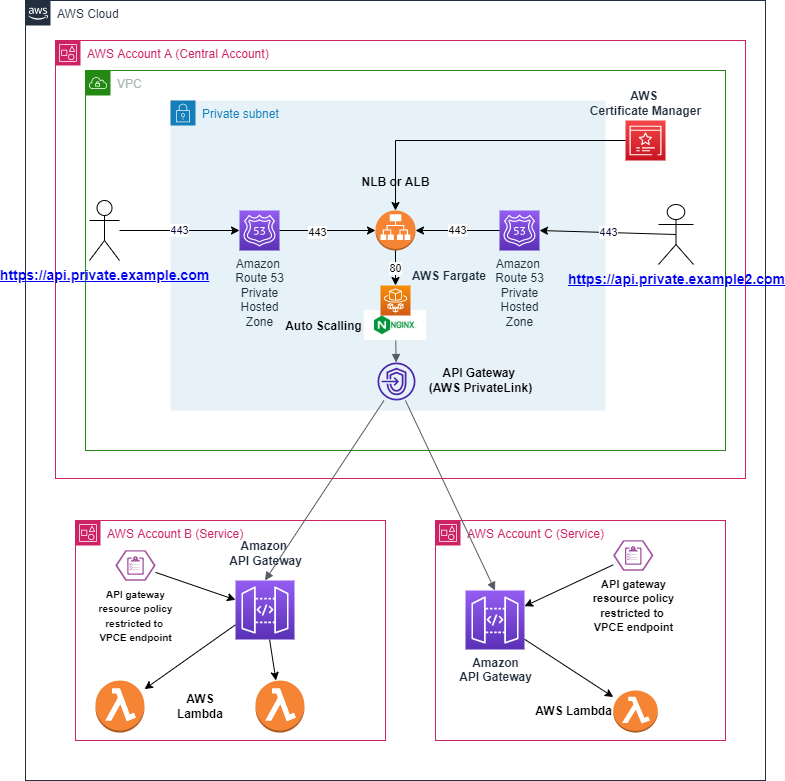 aws
AWS Cloud
AWS Account A (Central Account)
VPC
Private subnet
AWS
Certificate Manager
NLB or ALB
443
53
443
443
53
443
https://api.private.example.com
https://api.private.example2.com
Amazon
Route 53
Private
Hosted
Zone
80
AWS Fargate
Amazon
Route 53
Private
Hosted
Zone
Auto Scalling
NGINX
API Gateway
(AWS PrivateLink)
AWS Account B (Service)
Amazon
API Gateway
API gateway
resource policy
restricted to
VPCE endpoint
AWS
Lambda
AWS Account C (Service)
API gateway
resource policy
restricted to
VPCE endpoint
Amazon
API Gateway
AWS Lambda